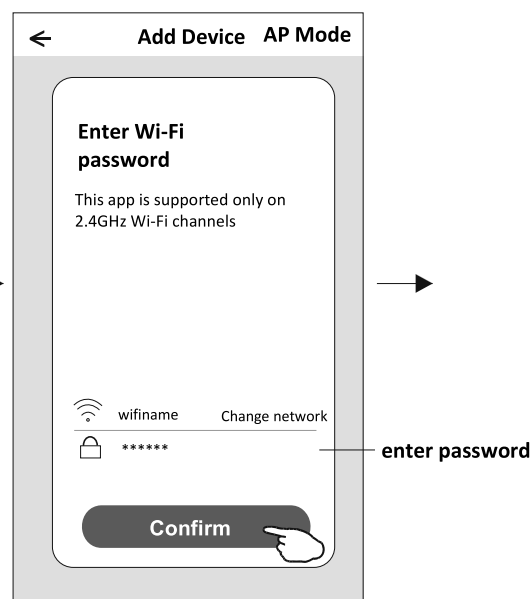 Add Device AP Mode
Enter Wi-Fi
password
This app is supported only on
2.4GHz Wi-Fi channels
wifiname Change network
******
enter password
Confirm